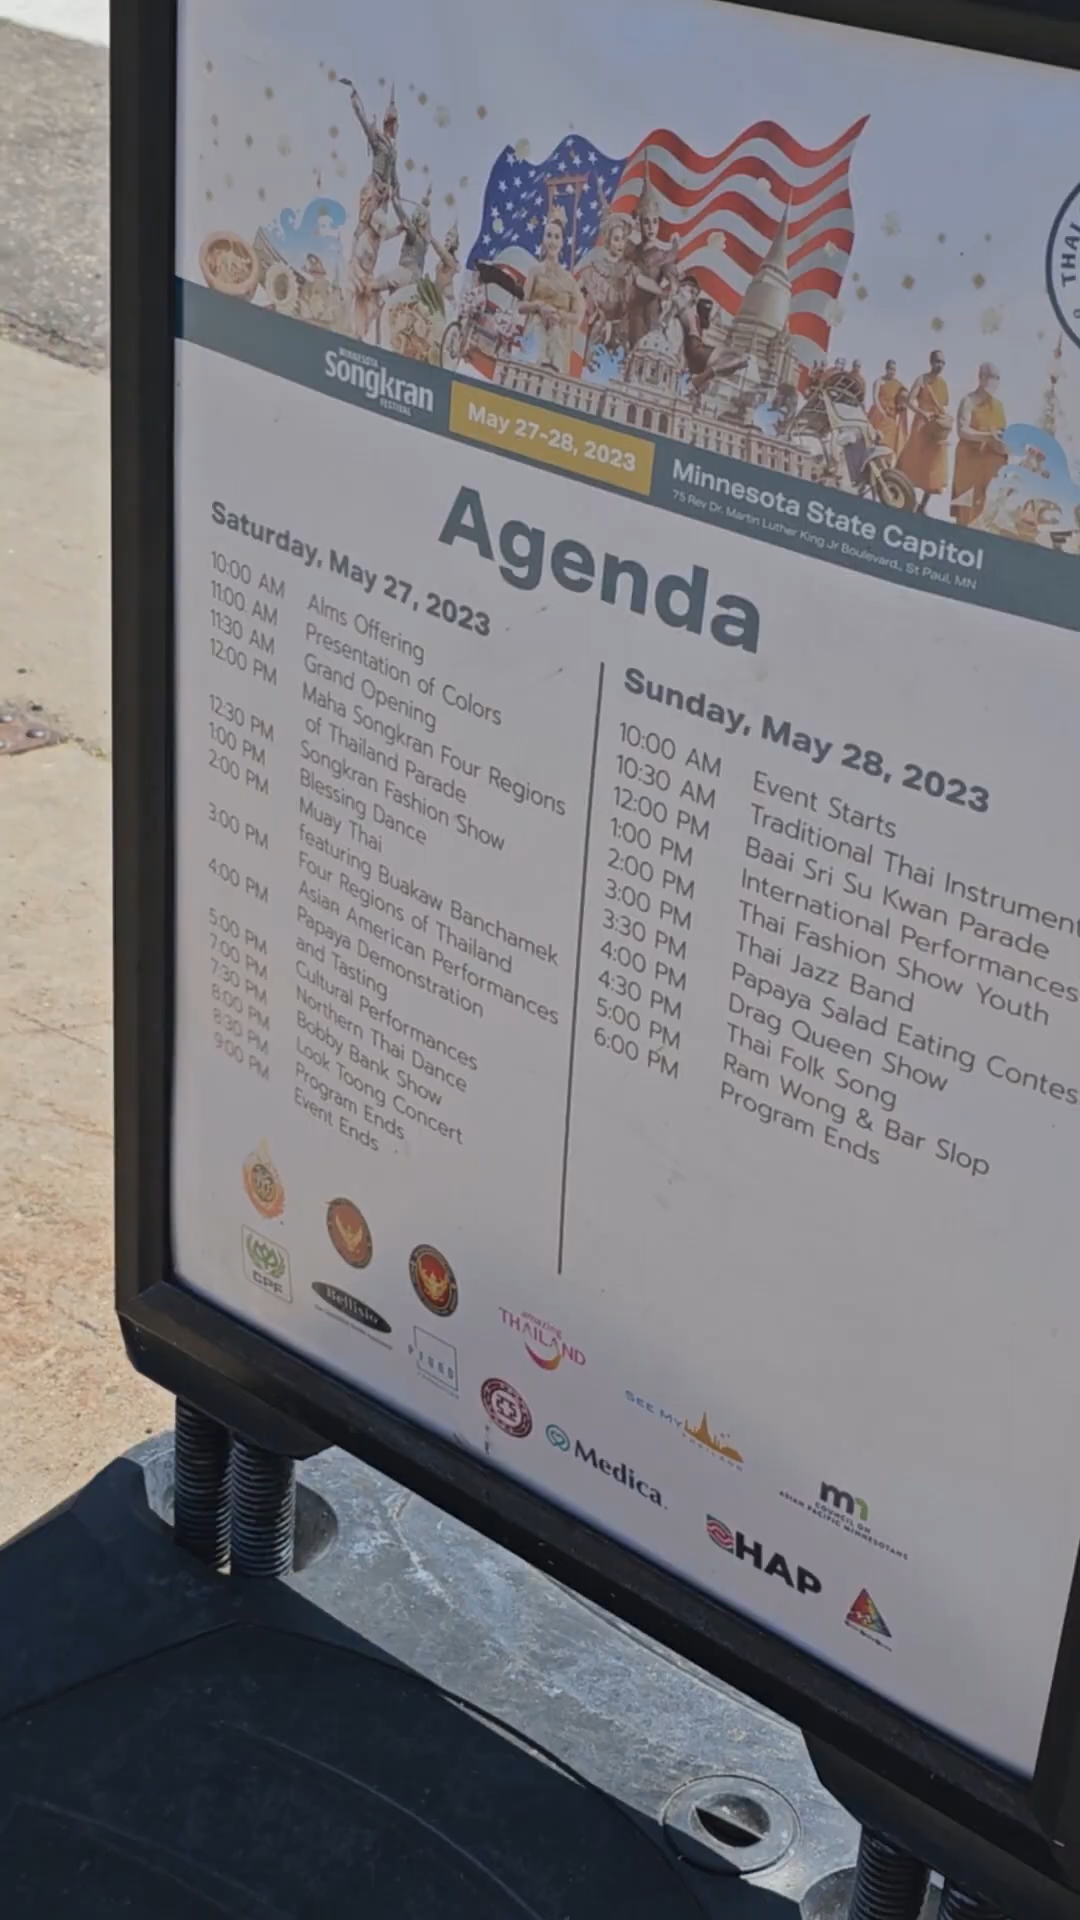 THAI
MINNESOTA
Songkran
FESTIVAL
May 27-28, 2023
Minnesota State Capitol
75 Rev Dr. Martin Luther King Jr Boulevard., St Paul, MN
Agenda
Saturday, May 27, 2023
10:00 AM Alms Offering
11:00 AM Presentation of Colors
11:30 AM Grand Opening
12:00 PM Maha Songkran Four Regions
of Thailand Parade
12:30 PM Songkran Fashion Show
1:00 PM Blessing Dance
2:00 PM Muay Thai
featuring Buakaw Banchamek
3:00 PM Four Regions of Thailand
Asian American Performances
4:00 PM Papaya Demonstration
and Tasting
5:00 PM Cultural Performances
7:00 PM Northern Thai Dance
7:30 PM Bobby Bank Show
8:00 PM Look Toong Concert
8:30 PM Program Ends
9:00 PM Event Ends
Sunday, May 28, 2023
10:00 AM Event Starts
10:30 AM Traditional Thai Instrument
12:00 PM Baai Sri Su Kwan Parade
1:00 PM International Performances
2:00 PM Thai Fashion Show Youth
3:00 PM Thai Jazz Band
3:30 PM Papaya Salad Eating Contes
4:00 PM Drag Queen Show
4:30 PM Thai Folk Song
5:00 PM Ram Wong & Bar Slop
6:00 PM Program Ends
CPF
Bellisio
amazing
THAILAND
SEE MY
THAILAND
Medica.
m
COUNCIL ON
ASIAN PACIFIC MINNESOTANS
HAP